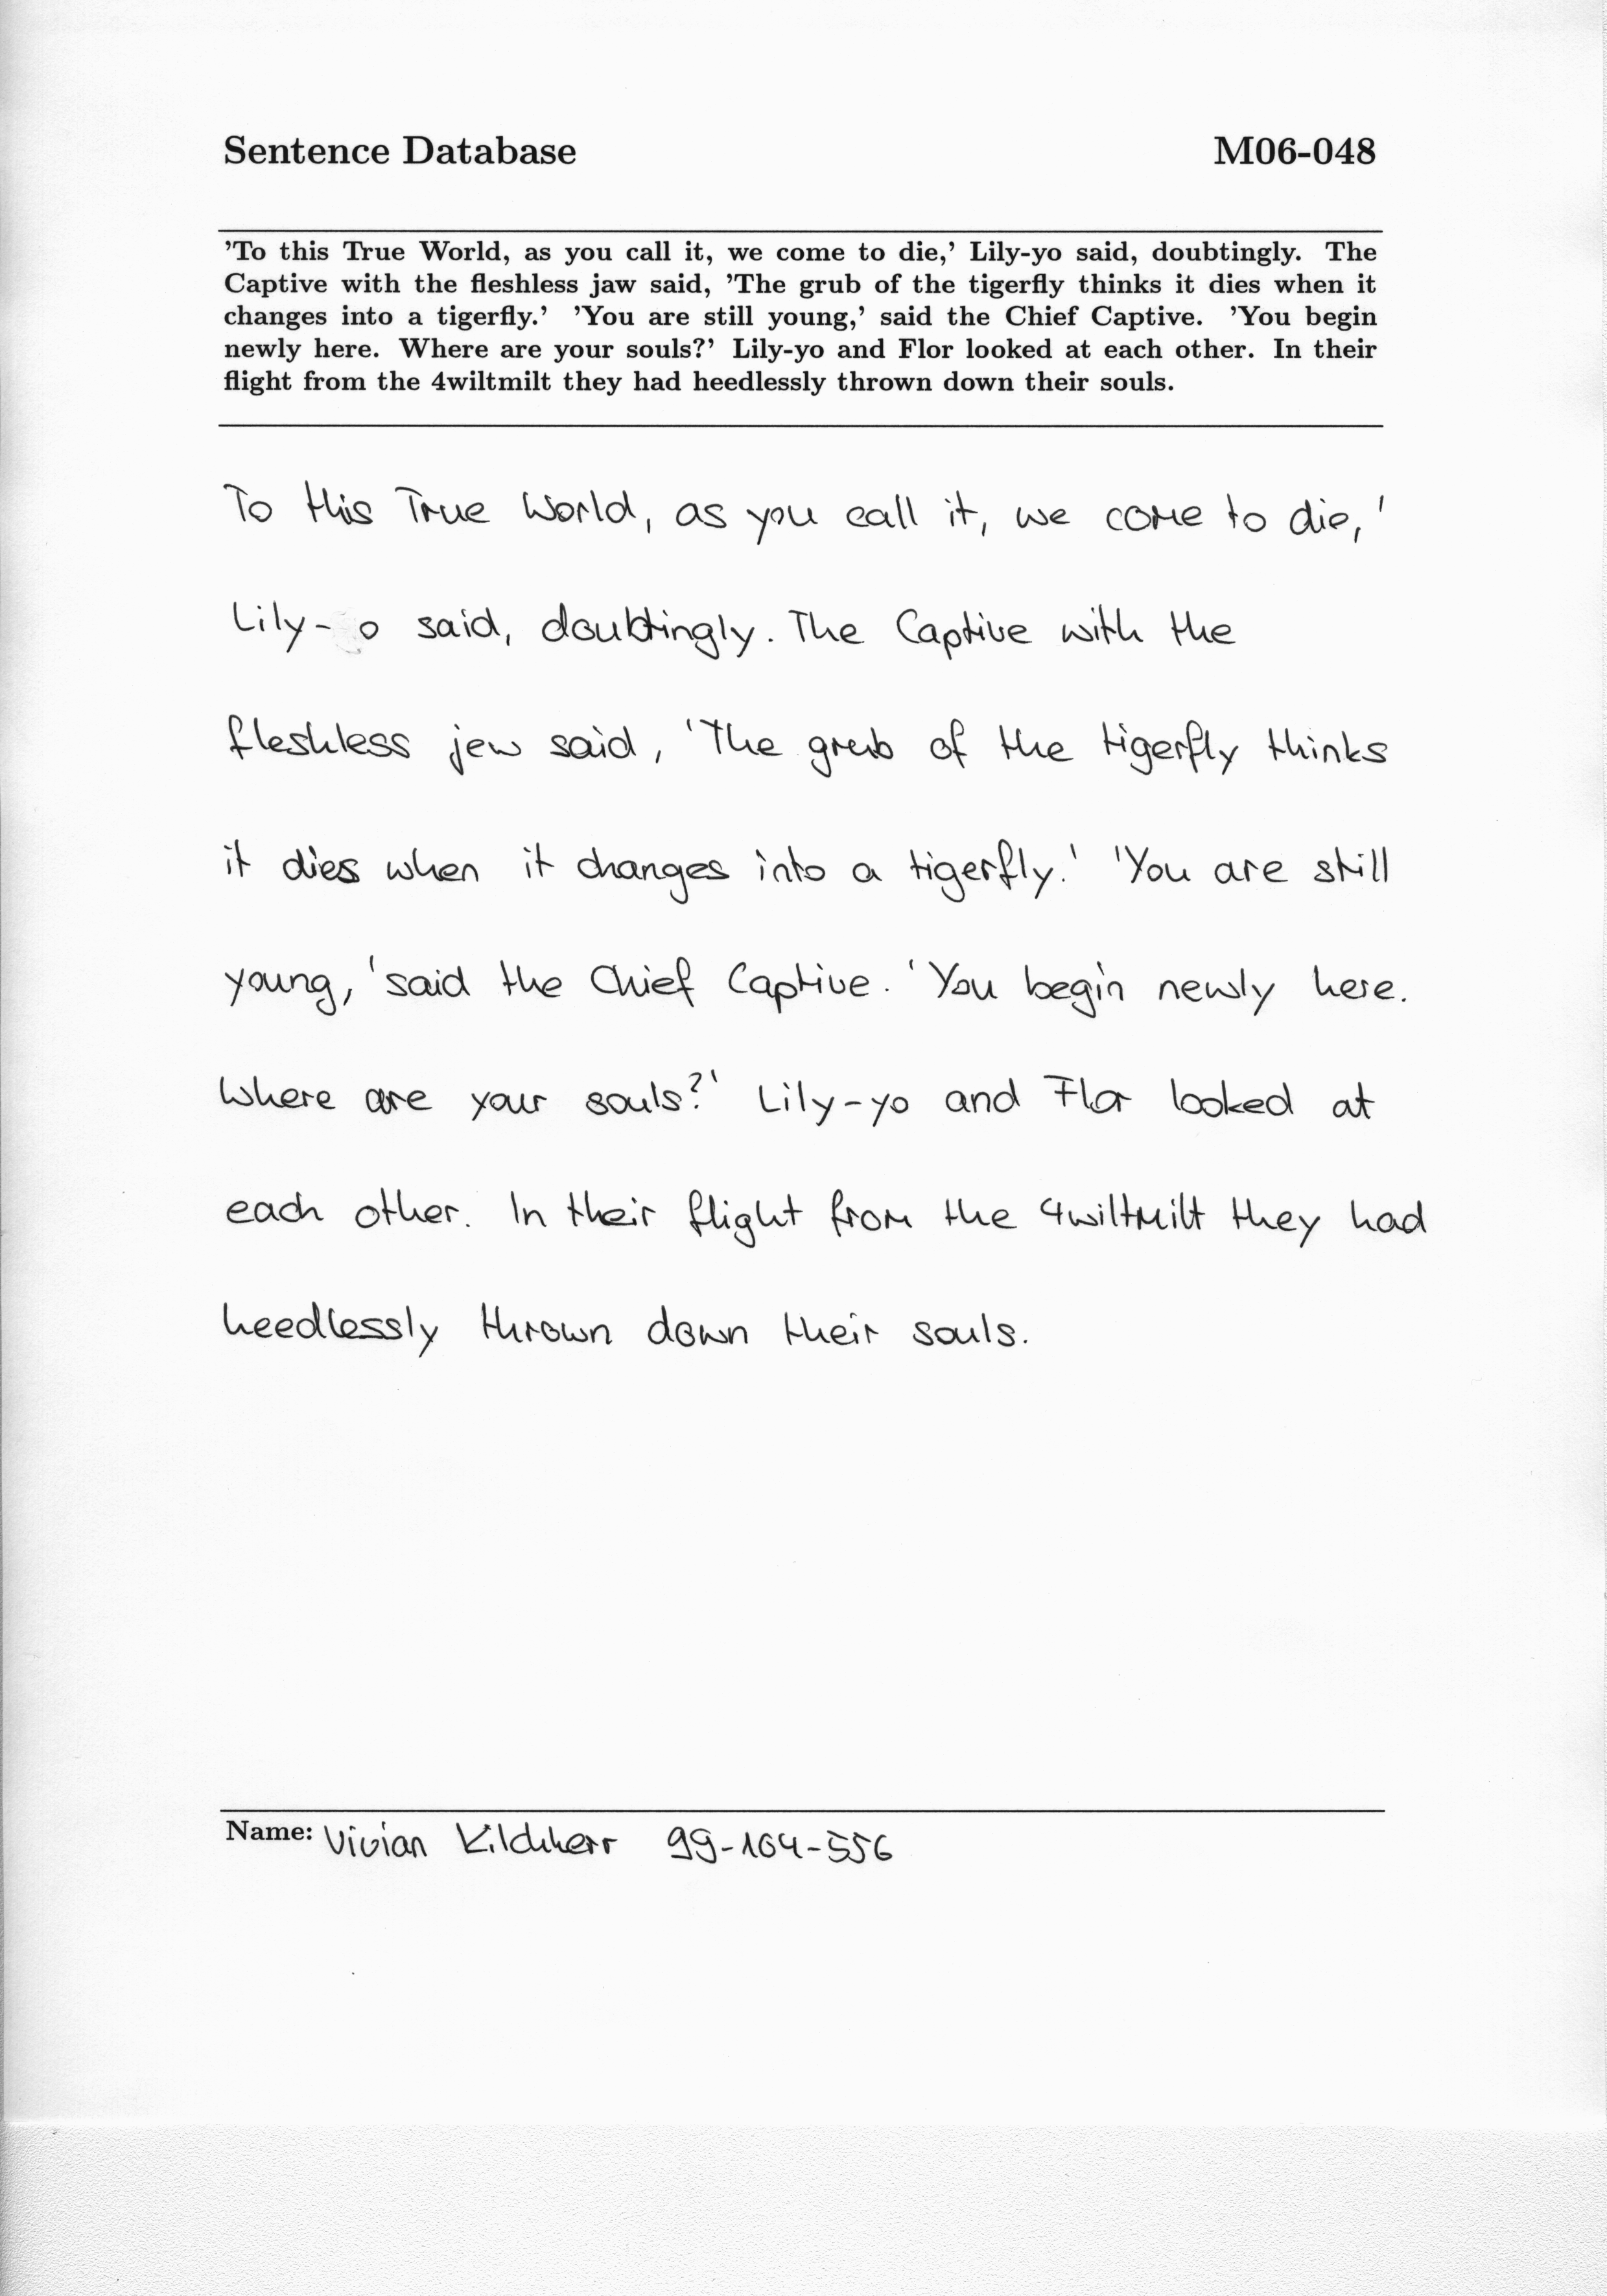 Sentence Database M06-048
'To this True World, as you call it, we come to die,' Lily-yo said, doubtingly. The
Captive with the fleshless jaw said, 'The grub of the tigerfly thinks it dies when it
changes into a tigerfly.' 'You are still young,' said the Chief Captive. 'You begin
newly here. Where are your souls?' Lily-yo and Flor looked at each other. In their
flight from the 4wiltmilt they had heedlessly thrown down their souls.
To this True World, as you call it, we come to die,'
Lily- o said, doubtingly. The Captive with the
fleshless jew said, 'The grub of the tigerfly thinks
it dies when it changes into a tigerfly.' 'You are still
young,' said the Chief Captive. 'You begin newly here.
Where are your souls?' Lily-yo and Flor looked at
each other. In their flight from the 4wiltmilt they had
heedlessly thrown down their souls.
Name: Vivian Kilchherr 99-104-556